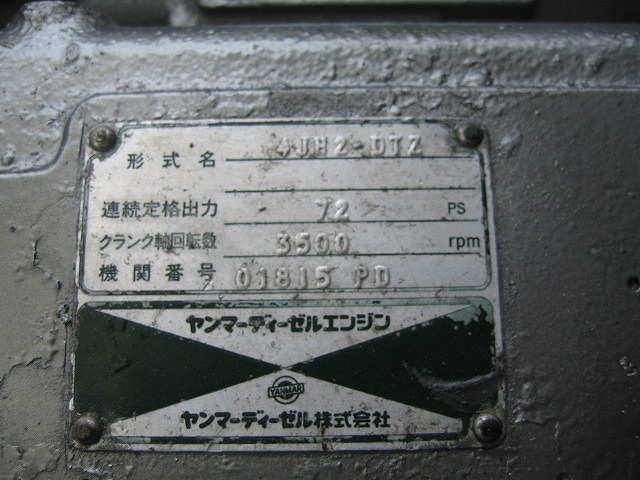 形式名 4JH2-DTZ
連続定格出力 72 PS
クランク軸回転数 3500 rpm
機関番号 01815 PD
ヤンマーディーゼルエンジン
YANMAR
ヤンマーディーゼル株式会社